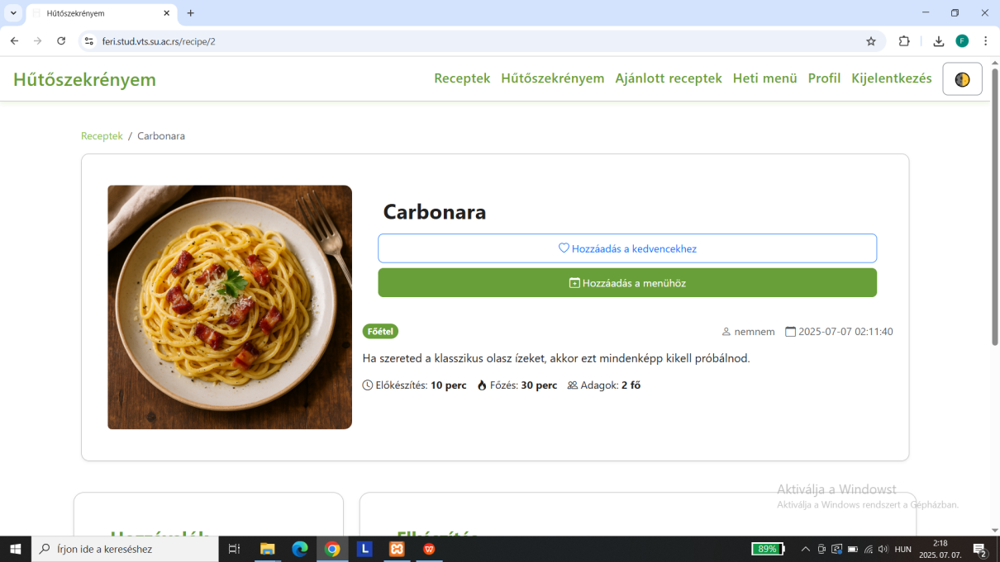 Hűtőszekrényem
feri.stud.vts.su.ac.rs/recipe/2
F
Hűtőszekrényem
Receptek Hűtőszekrényem Ajánlott receptek Heti menü Profil Kijelentkezés
Receptek / Carbonara
Carbonara
Hozzáadás a kedvencekhez
Hozzáadás a menühöz
Főétel
nemnem 2025-07-07 02:11:40
Ha szereted a klasszikus olasz ízeket, akkor ezt mindenképp kikell próbálnod.
Előkészítés: 10 perc Főzés: 30 perc Adagok: 2 fő
Aktiválja a Windowst
Aktiválja a Windows rendszert a Gépházban.
Hozzávalók
Elkészítés
Írjon ide a kereséshez
L
89%
HUN
2:18
2025. 07. 07.
2